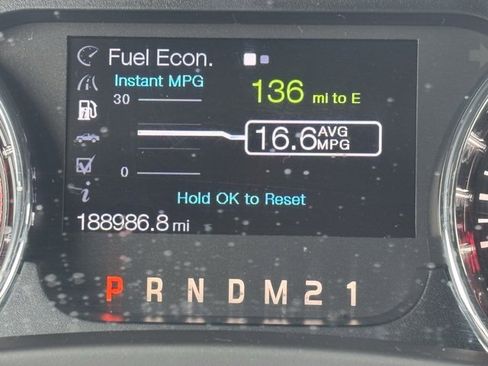 Fuel Econ.
Instant MPG
136 mi to E
30
16.6 AVG MPG
0
Hold OK to Reset
188986.8 mi
P R N D M 2 1